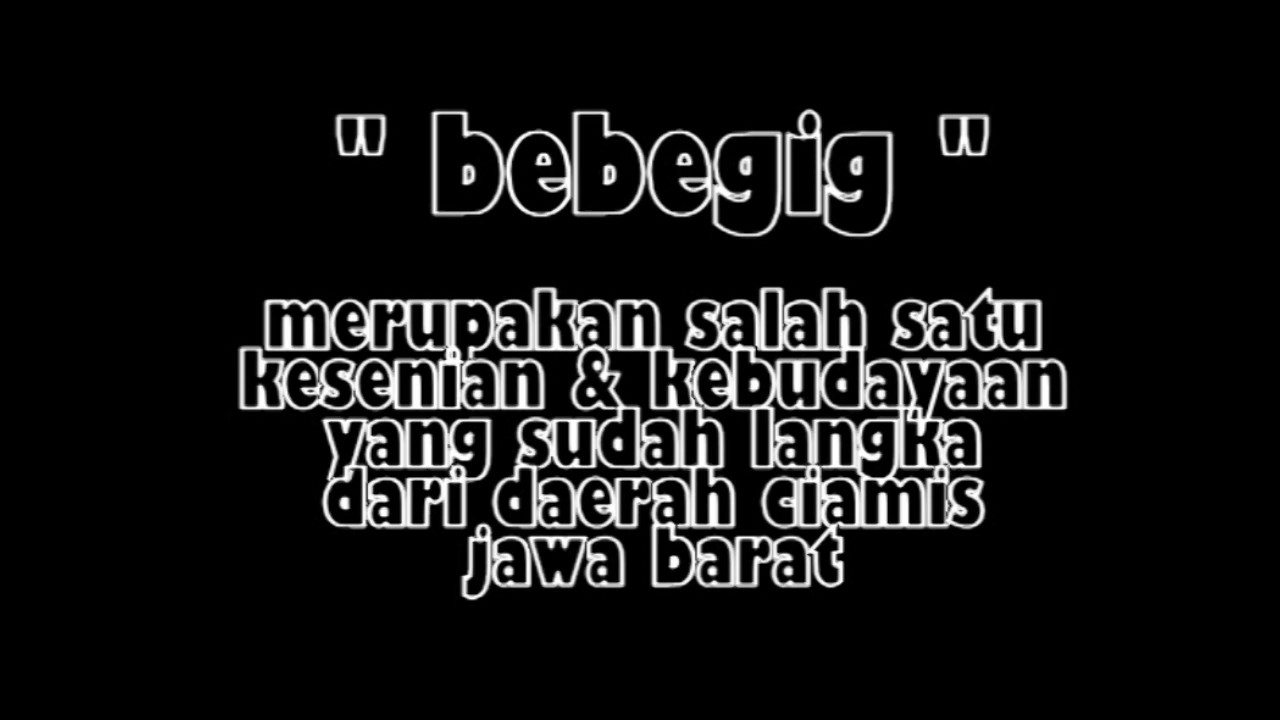 " bebegig "
merupakan salah satu
kesenian & kebudayaan
yang sudah langka
dari daerah ciamis
jawa barat